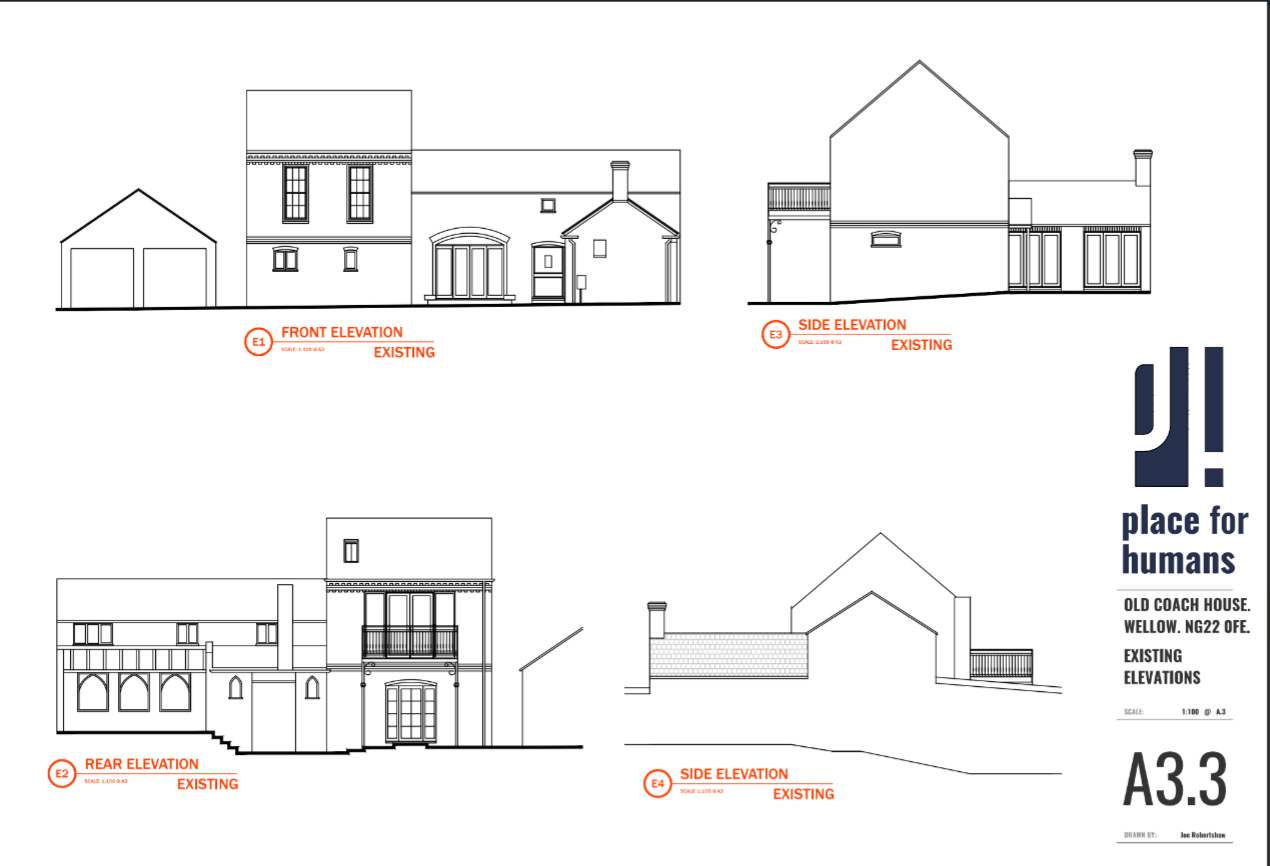 E1
FRONT ELEVATION
SCALE: 1:100 @ A3
EXISTING
E3
SIDE ELEVATION
SCALE: 1:100 @ A3
EXISTING
E2
REAR ELEVATION
SCALE: 1:100 @ A3
EXISTING
E4
SIDE ELEVATION
SCALE: 1:100 @ A3
EXISTING
place for
humans
OLD COACH HOUSE.
WELLOW. NG22 0FE.
EXISTING
ELEVATIONS
SCALE: 1:100 @ A.3
A3.3
DRAWN BY: Joe Robertshaw